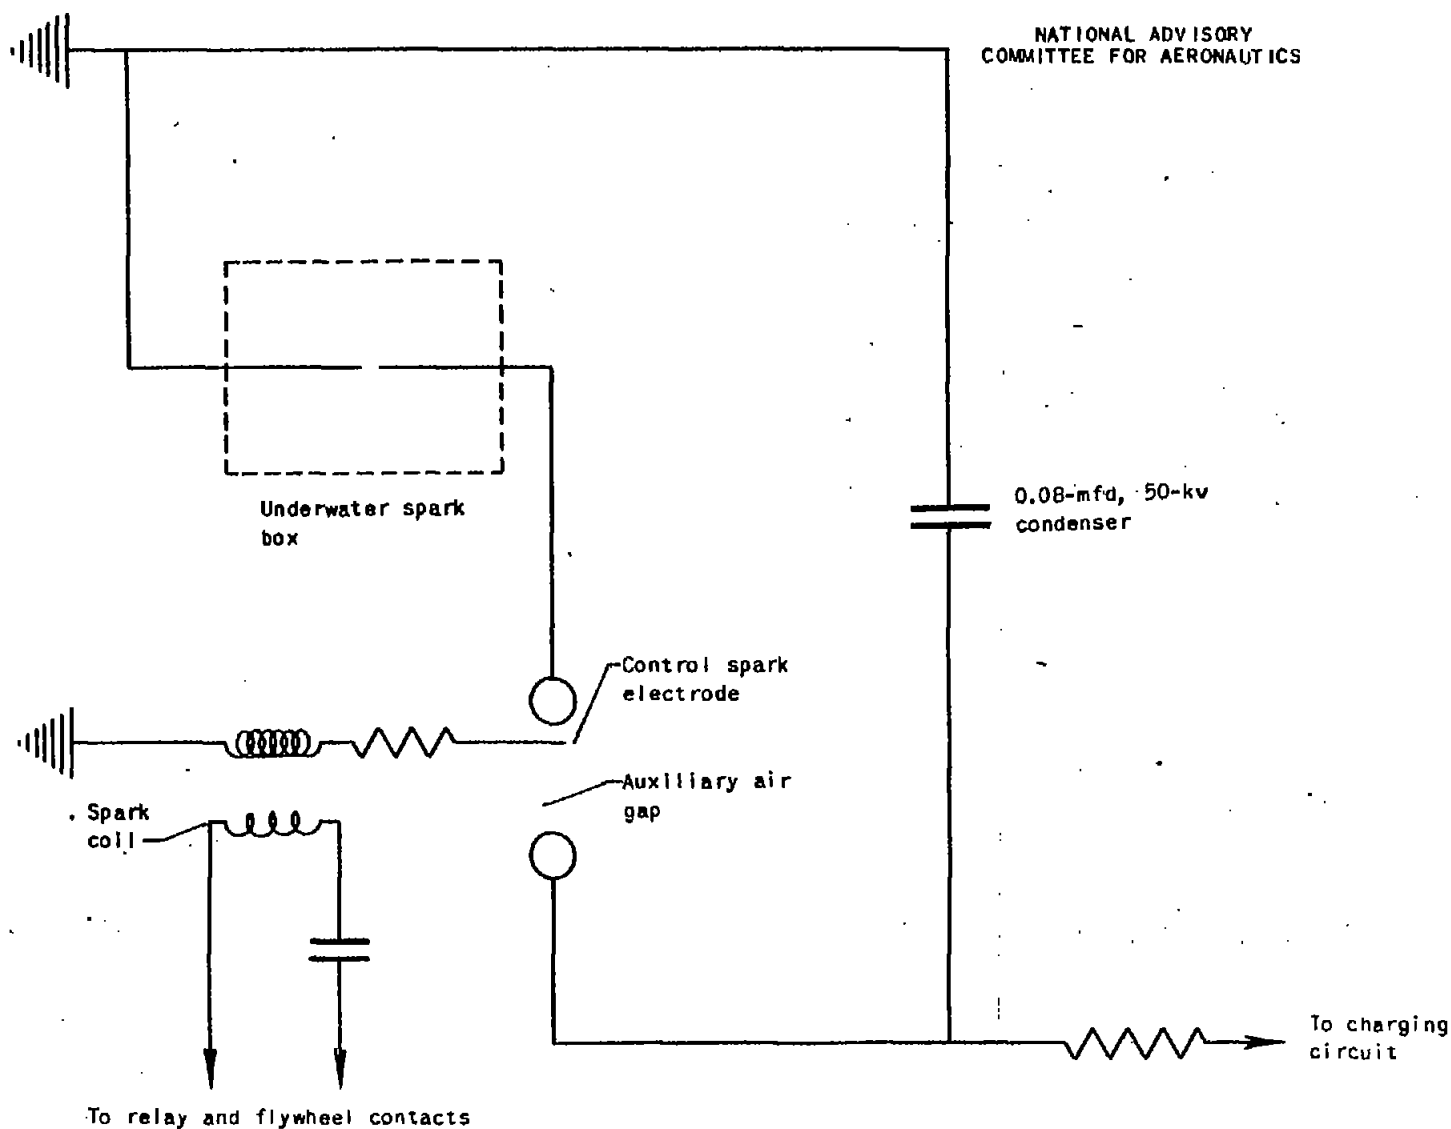 NATIONAL ADVISORY
COMMITTEE FOR AERONAUTICS
Underwater spark
box
0.08-mfd, 50-kv
condenser
Control spark
electrode
Auxiliary air
gap
Spark
coil
To charging
circuit
To relay and flywheel contacts